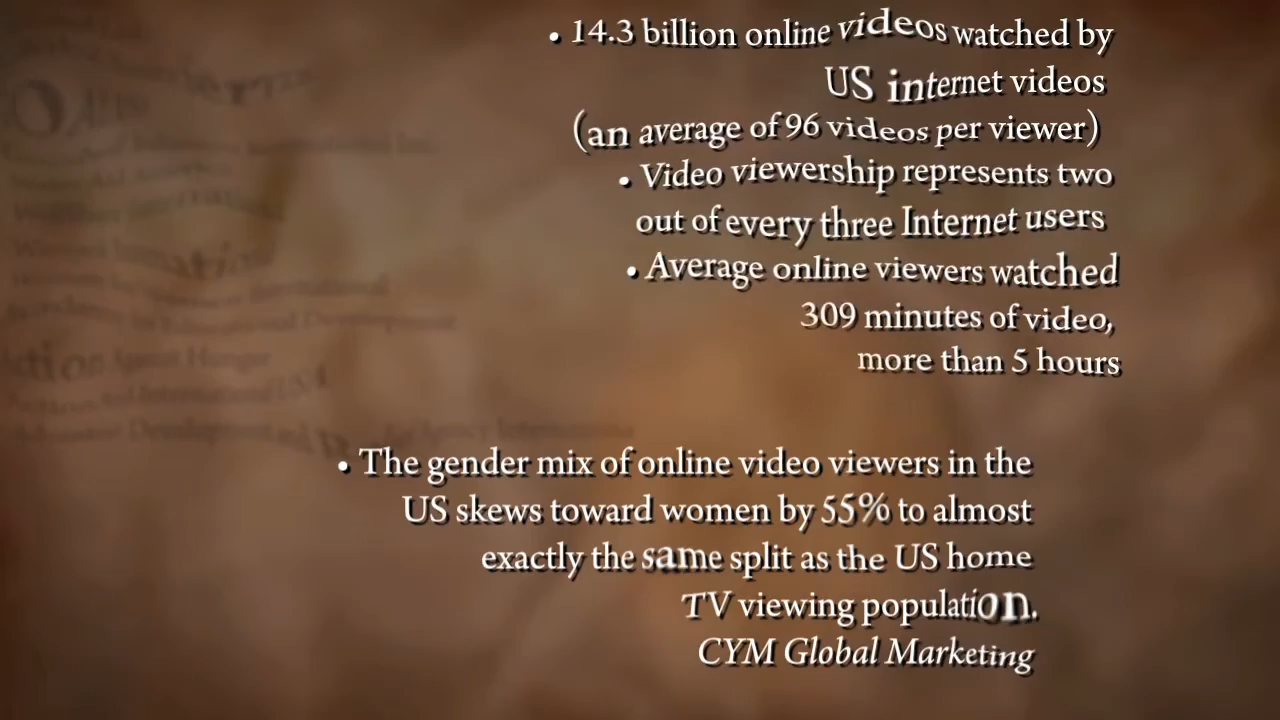 • 14.3 billion online videos watched by
US internet videos
(an average of 96 videos per viewer)
• Video viewership represents two
out of every three Internet users
• Average online viewers watched
309 minutes of video,
more than 5 hours
• The gender mix of online video viewers in the
US skews toward women by 55% to almost
exactly the same split as the US home
TV viewing population.
CYM Global Marketing